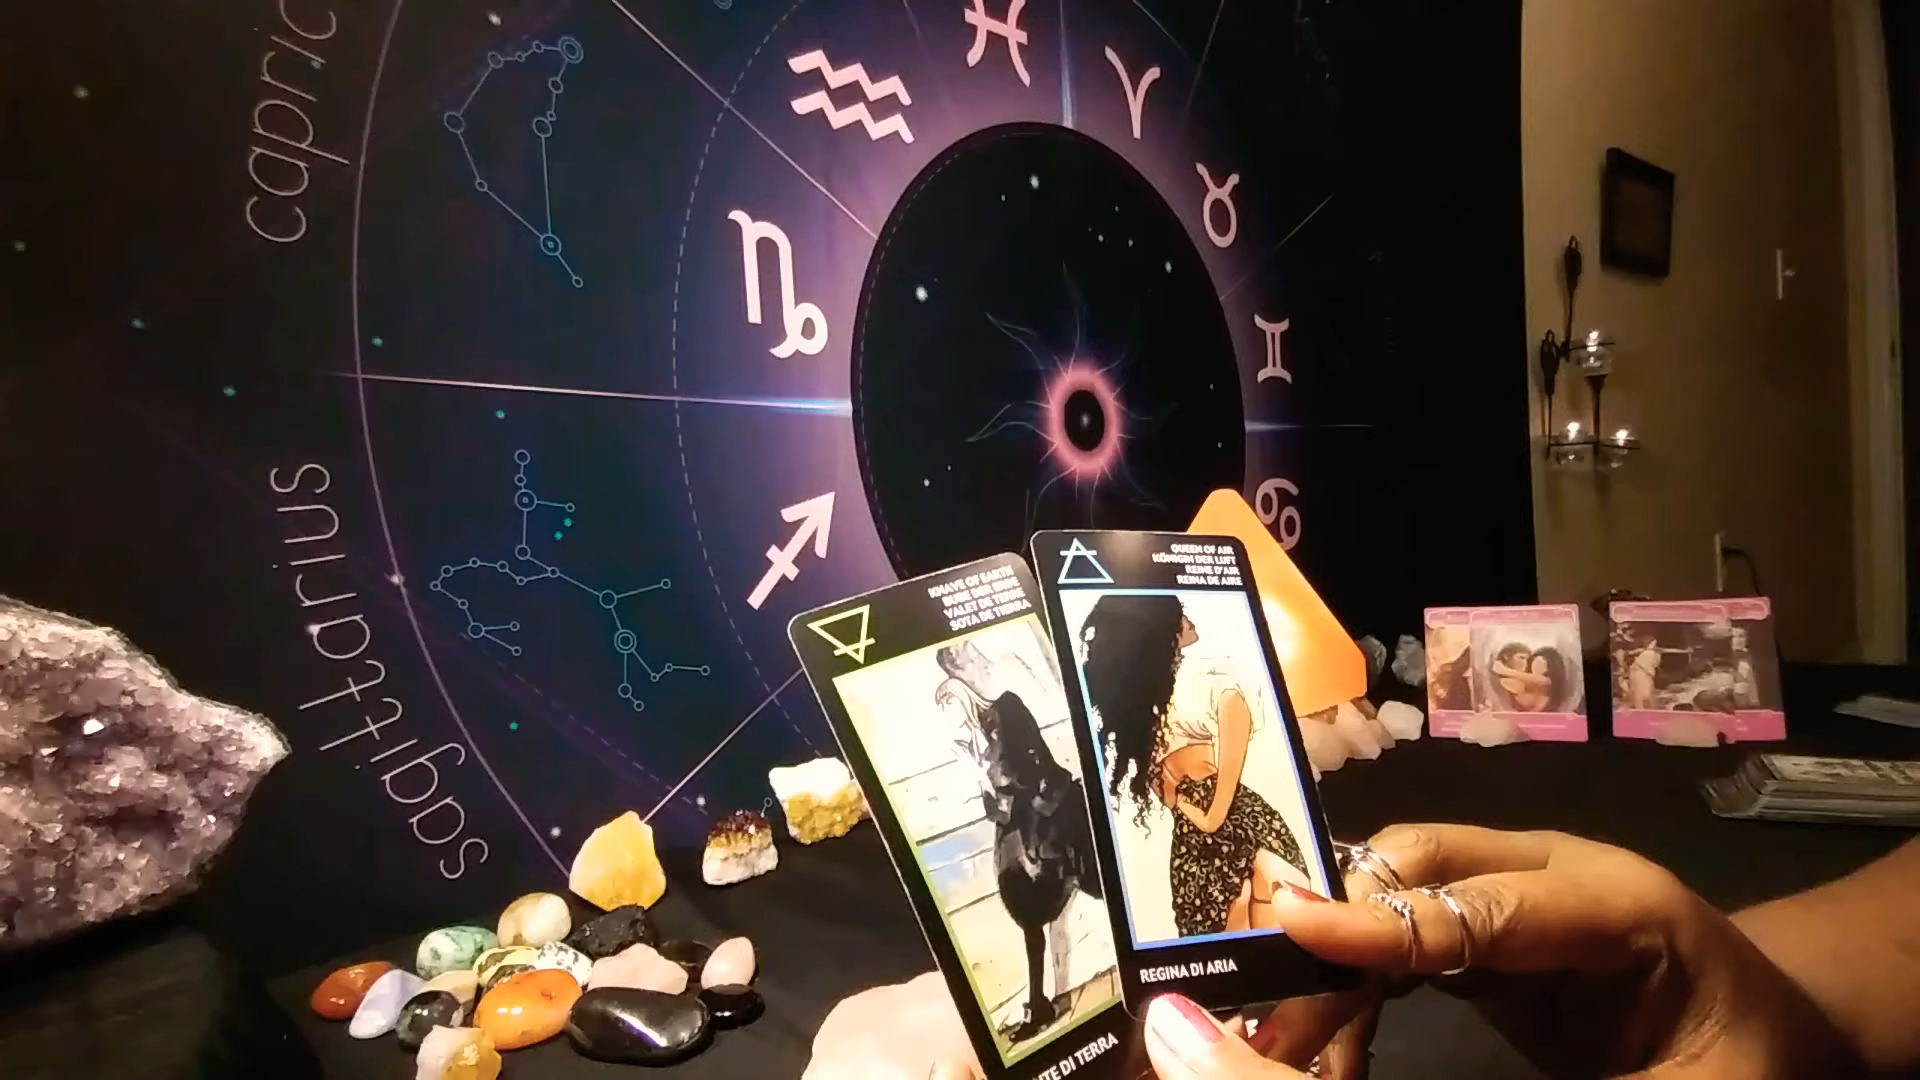 capric
sagittarius
KNAVE OF EARTH
BUBE DER ERDE
VALET DE TERRE
SOTA DE TIERRA
NTE DI TERRA
QUEEN OF AIR
KÖNIGIN DER LUFT
REINE D'AIR
REINA DE AIRE
REGINA DI ARIA